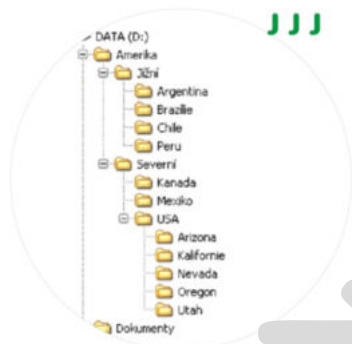 J J J
DATA (D:)
Amerika
Jižní
Argentina
Brazílie
Chile
Peru
Severní
Kanada
Mexiko
USA
Arizona
Kalifornie
Nevada
Oregon
Utah
Dokumenty